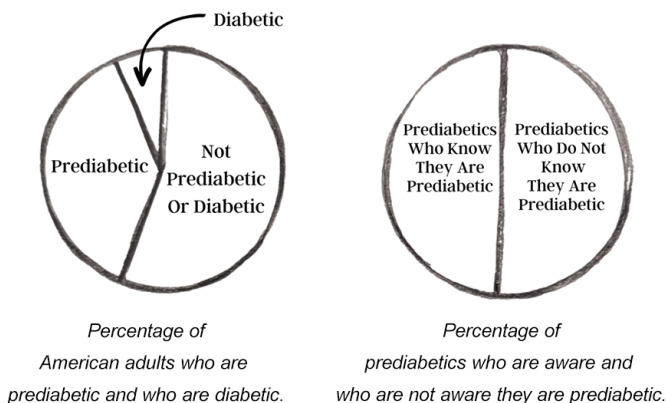 Diabetic
Prediabetic
Not
Prediabetic
Or Diabetic
Percentage of
American adults who are
prediabetic and who are diabetic.
Prediabetics
Who Know
They Are
Prediabetic
Prediabetics
Who Do Not
Know
They Are
Prediabetic
Percentage of
prediabetics who are aware and
who are not aware they are prediabetic.